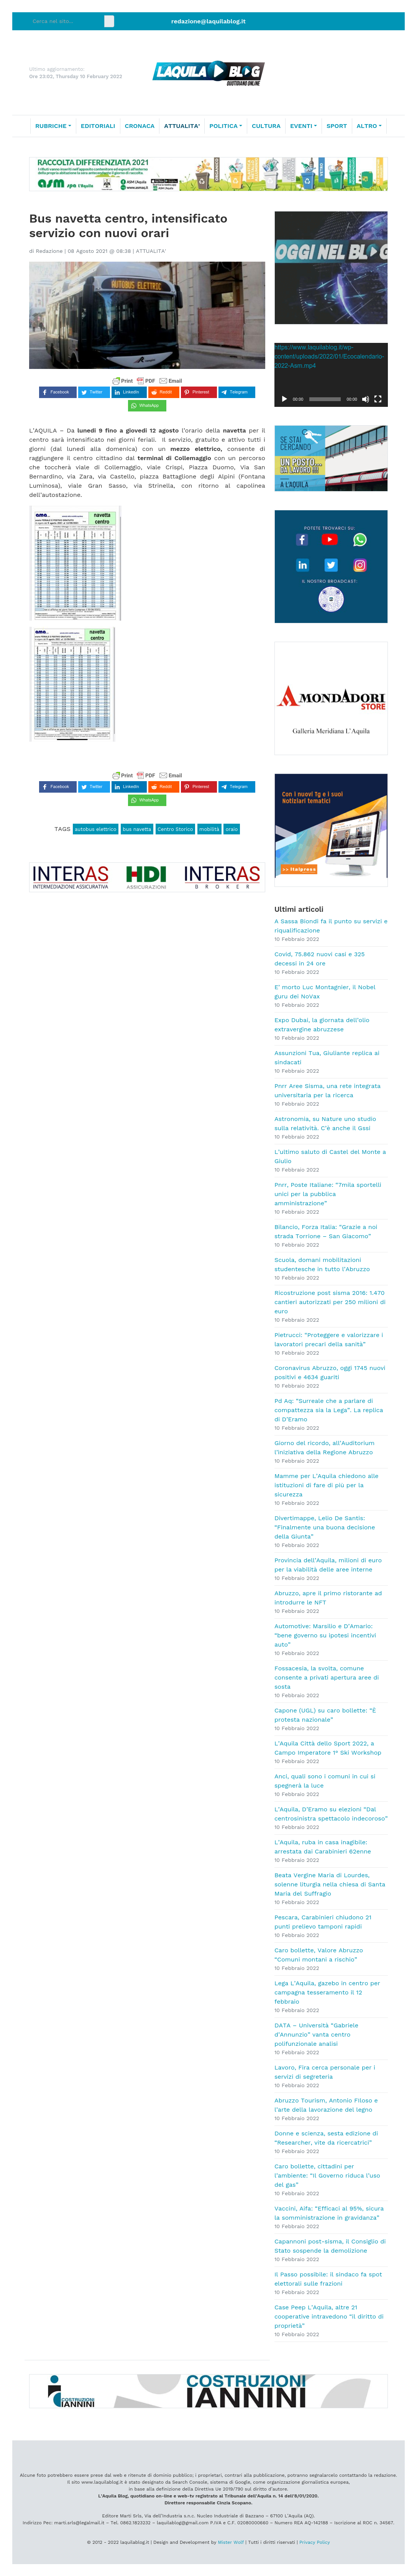 Cerca nel sito...
redazione@laquilablog.it
Ultimo aggiornamento:
Ore 23:03, Thursday 10 February 2022
LAQUILA BLOG
QUOTIDIANO ONLINE
RUBRICHE EDITORIALI CRONACA ATTUALITA' POLITICA CULTURA EVENTI SPORT ALTRO
RACCOLTA DIFFERENZIATA 2021
asm
Bus navetta centro, intensificato
servizio con nuovi orari
di Redazione | 08 Agosto 2021 @ 06:28 | ATTUALITA'
AUTOBUS ELETTRICO
Print PDF Email
Facebook Twitter LinkedIn Reddit Pinterest Telegram
WhatsApp
L'AQUILA – Da lunedì 9 fino a giovedì 12 agosto l'orario della navetta per il
centro sarà intensificato nei giorni feriali. Il servizio, gratuito e attivo tutti i
giorni (dal lunedì alla domenica), con un mezzo elettrico, consente di
raggiungere il centro cittadino dal terminal di Collemaggio con un percorso
che toccherà viale di Collemaggio, viale Crispi, Piazza Duomo, Via San
Bernardino, via Zara, via Castello, piazza Battaglione degli Alpini (Fontana
Luminosa), viale Gran Sasso, via Strinella, con ritorno al capolinea
dell'autostazione.
ama
navetta
centro
ama
navetta
centro
Print PDF Email
Facebook Twitter LinkedIn Reddit Pinterest Telegram
WhatsApp
TAGS autobus elettrico bus navetta Centro Storico mobilità orario
INTERAS HDI INTERAS
INTERMEDIAZIONE ASSICURATIVA ASSICURAZIONI BROKER
OGGI NEL BLOG
https://www.laquilablog.it/wp-
content/uploads/2022/01/Ecocalendario-
2022-Asm.mp4
00:00 00:00
SE STAI
CERCANDO
UN POSTO
DA FAVOLA
A L'AQUILA
POTETE TROVARCI SU:
IL NOSTRO BROADCAST:
MONDADORI
STORE
Galleria Meridiana L'Aquila
Con i nuovi Tg e i suoi
Notiziari tematici
>> Italpress
Ultimi articoli
A Sassa Biondi fa il punto su servizi e
riqualificazione
10 Febbraio 2022
Covid, 75.862 nuovi casi e 325
decessi in 24 ore
10 Febbraio 2022
E' morto Luc Montagnier, il Nobel
guru dei NoVax
10 Febbraio 2022
Expo Dubai, la giornata dell'olio
extravergine abruzzese
10 Febbraio 2022
Assunzioni Tua, Giuliante replica ai
sindacati
10 Febbraio 2022
Pnrr Aree Sisma, una rete integrata
universitaria per la ricerca
10 Febbraio 2022
Astronomia, su Nature uno studio
sulla relatività. C'è anche il Gssi
10 Febbraio 2022
L'ultimo saluto di Castel del Monte a
Giulio
10 Febbraio 2022
Pnrr, Poste Italiane: "7mila sportelli
unici per la pubblica
amministrazione"
10 Febbraio 2022
Bilancio, Forza Italia: "Grazie a noi
strada Torrione – San Giacomo"
10 Febbraio 2022
Scuola, domani mobilitazioni
studentesche in tutto l'Abruzzo
10 Febbraio 2022
Ricostruzione post sisma 2016: 1.470
cantieri autorizzati per 250 milioni di
euro
10 Febbraio 2022
Pietrucci: "Proteggere e valorizzare i
lavoratori precari della sanità"
10 Febbraio 2022
Coronavirus Abruzzo, oggi 1745 nuovi
positivi e 4634 guariti
10 Febbraio 2022
Pd Aq: "Surreale che a parlare di
compattezza sia la Lega". La replica
di D'Eramo
10 Febbraio 2022
Giorno del ricordo, all'Auditorium
l'iniziativa della Regione Abruzzo
10 Febbraio 2022
Mamme per L'Aquila chiedono alle
istituzioni di fare di più per la
sicurezza
10 Febbraio 2022
Divertimappe, Lelio De Santis:
"Finalmente una buona decisione
della Giunta"
10 Febbraio 2022
Provincia dell'Aquila, milioni di euro
per la viabilità delle aree interne
10 Febbraio 2022
Abruzzo, apre il primo ristorante ad
introdurre le NFT
10 Febbraio 2022
Automotive: Marsilio e D'Amario:
"bene governo su ipotesi incentivi
auto"
10 Febbraio 2022
Fossacesia, la svolta, comune
consente a privati apertura aree di
sosta
10 Febbraio 2022
Capone (UGL) su caro bollette: "È
protesta nazionale"
10 Febbraio 2022
L'Aquila Città dello Sport 2022, a
Campo Imperatore 1° Ski Workshop
10 Febbraio 2022
Anci, quali sono i comuni in cui si
spegnerà la luce
10 Febbraio 2022
L'Aquila, D'Eramo su elezioni "Dal
centrosinistra spettacolo indecoroso"
10 Febbraio 2022
L'Aquila, ruba in casa inagibile:
arrestata dai Carabinieri 62enne
10 Febbraio 2022
Beata Vergine Maria di Lourdes,
solenne liturgia nella chiesa di Santa
Maria del Suffragio
10 Febbraio 2022
Pescara, Carabinieri chiudono 21
punti prelievo tamponi rapidi
10 Febbraio 2022
Caro bollette, Valore Abruzzo
"Comuni montani a rischio"
10 Febbraio 2022
Lega L'Aquila, gazebo in centro per
campagna tesseramento il 12
febbraio
10 Febbraio 2022
DATA – Università "Gabriele
d'Annunzio" vanta centro
polifunzionale analisi
10 Febbraio 2022
Lavoro, Fira cerca personale per i
servizi di segreteria
10 Febbraio 2022
Abruzzo Tourism, Antonio Filoso e
l'arte della lavorazione del legno
10 Febbraio 2022
Donne e scienza, sesta edizione di
"Researcher, vite da ricercatrici"
10 Febbraio 2022
Caro bollette, cittadini per
l'ambiente: "Il Governo riduca l'uso
del gas"
10 Febbraio 2022
Vaccini, Aifa: "Efficaci al 95%, sicura
la somministrazione in gravidanza"
10 Febbraio 2022
Capannoni post-sisma, il Consiglio di
Stato sospende la demolizione
10 Febbraio 2022
Il Passo possibile: il sindaco fa spot
elettorali sulle frazioni
10 Febbraio 2022
Case Peep L'Aquila, altre 21
cooperative intravedono "il diritto di
proprietà"
10 Febbraio 2022
COSTRUZIONI
IANNINI
COSTRUZIONI
IANNINI
Alcune foto potrebbero essere prese dal web e ritenute di dominio pubblico; i proprietari, contrari alla pubblicazione, potranno segnalarcelo contattando la redazione.
Il sito www.laquilablog.it è stato designato da Search Console, sistema di Google, come organizzazione giornalistica europea,
in base alla definizione della Direttiva Ue 2019/790 sul diritto d'autore.
L'Aquila Blog, quotidiano on-line e web-tv registrato al Tribunale dell'Aquila n. 14 dell'8/01/2020.
Direttore responsabile Cinzia Scopano.
Editore Marti Srls, Via dell'Industria s.n.c. Nucleo Industriale di Bazzano – 67100 L'Aquila (AQ).
Indirizzo Pec: marti.srls@legalmail.it – Tel. 0862.1823232 – laquilablog@gmail.com P.IVA e C.F. 02080000660 – Numero REA AQ-142188 – Iscrizione al ROC n. 34567.
© 2012 - 2022 laquilablog.it | Design and Development by Mister Wolf | Tutti i diritti riservati | Privacy Policy